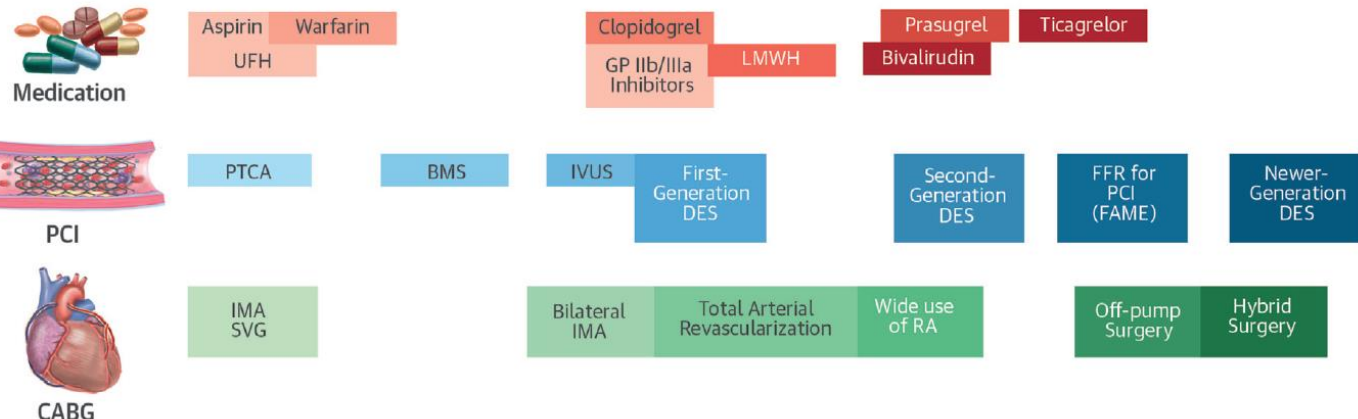 Aspirin Warfarin Clopidogrel Prasugrel Ticagrelor
UFH GP IIb/IIIa LMWH Bivalirudin
Inhibitors
Medication
PTCA BMS IVUS First-
Generation
DES
Second-
Generation
DES
FFR for
PCI
(FAME)
Newer-
Generation
DES
PCI
IMA
SVG
Bilateral
IMA
Total Arterial
Revascularization
Wide use
of RA
Off-pump
Surgery
Hybrid
Surgery
CABG